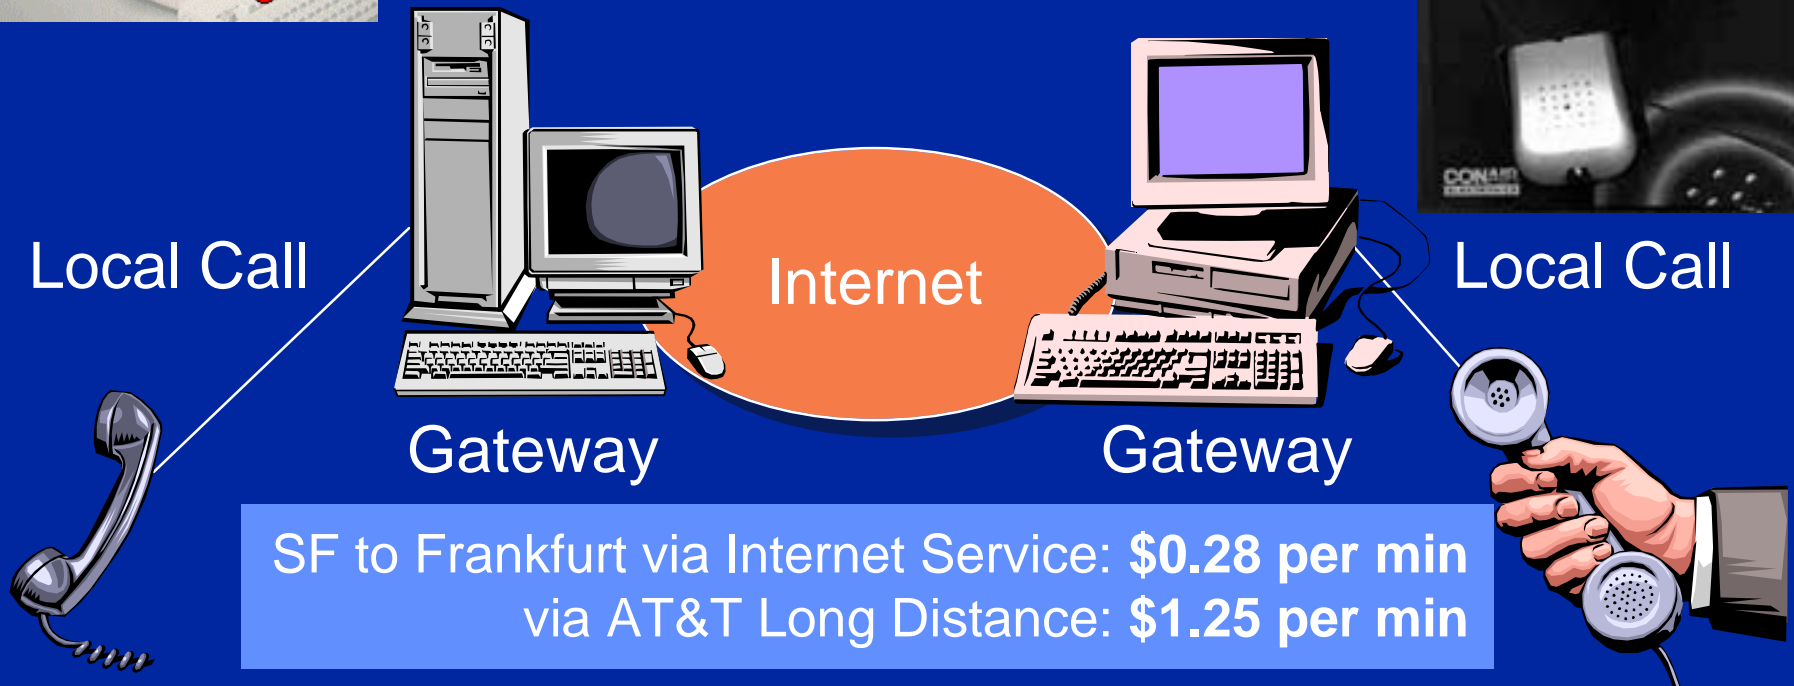 CONAIR
Local Call
Internet
Local Call
Gateway
Gateway
SF to Frankfurt via Internet Service: $0.28 per min
via AT&T Long Distance: $1.25 per min